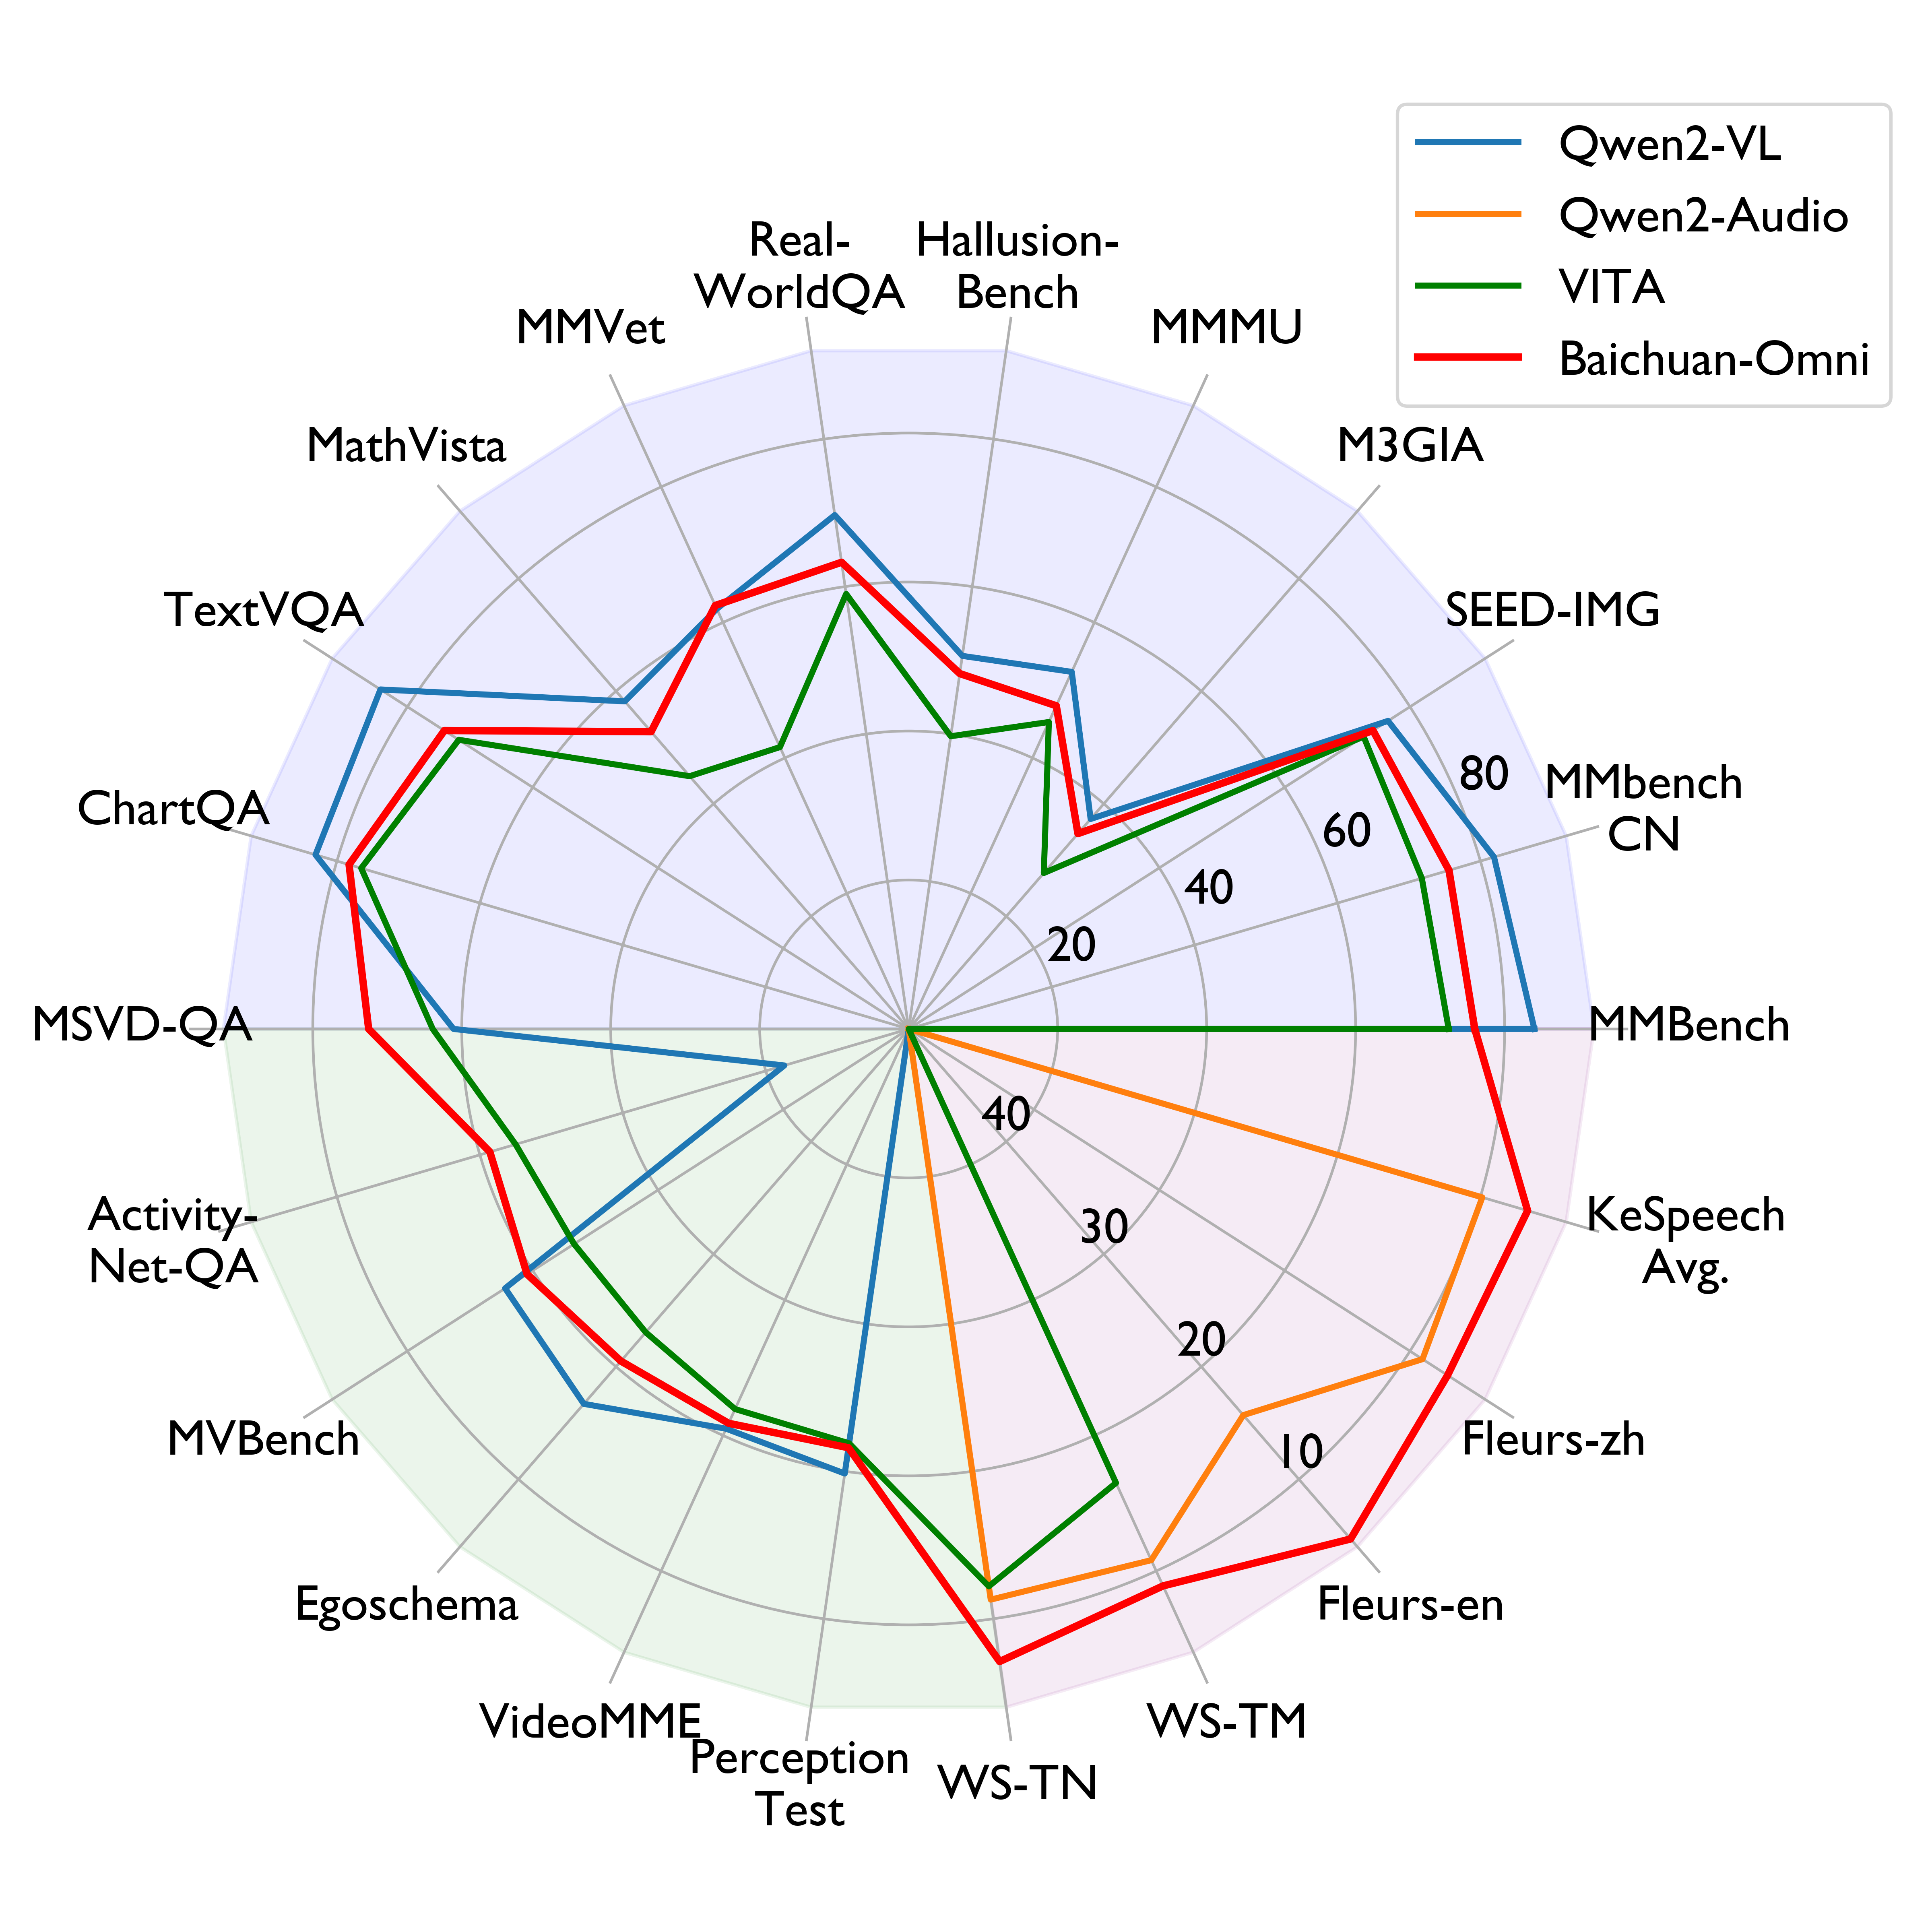 Qwen2-VL
Qwen2-Audio
VITA
Baichuan-Omni
Real-
WorldQA
Hallusion-
Bench
MMVet
MMMU
MathVista
M3GIA
TextVQA
SEED-IMG
ChartQA
MMbench
CN
80
60
40
20
MSVD-QA
MMBench
40
30
20
10
Activity-
Net-QA
KeSpeech
Avg.
MVBench
Fleurs-zh
Egoschema
Fleurs-en
VideoMME
WS-TM
Perception
Test
WS-TN